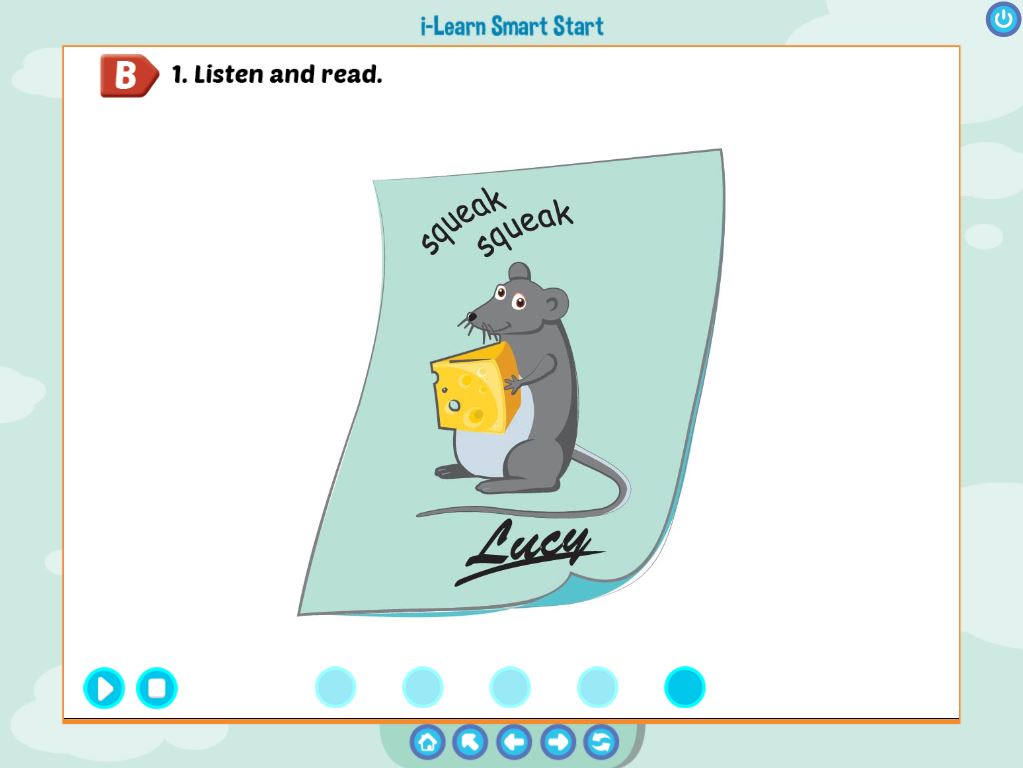 i-Learn Smart Start
B 1. Listen and read.
squeak
squeak
Lucy